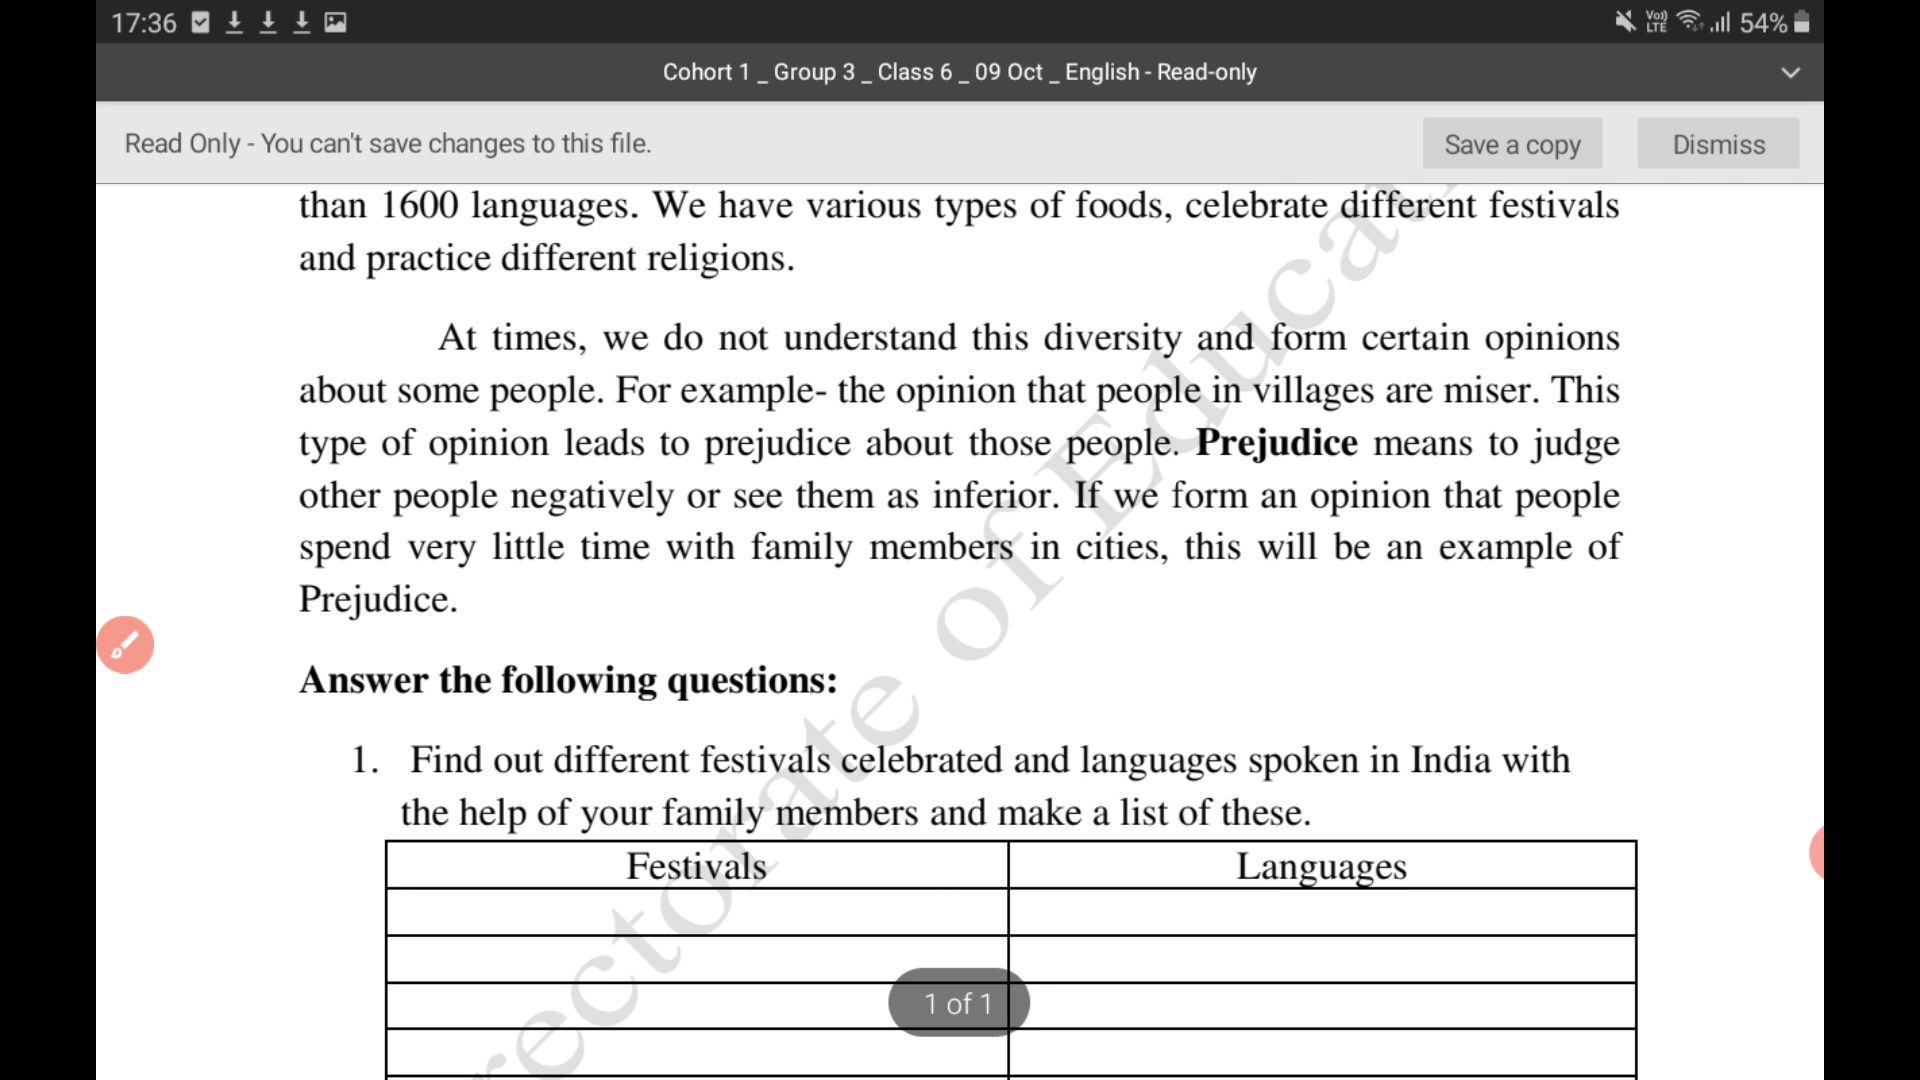 17:36
Vo)) LTE 54%
Cohort 1 _ Group 3 _ Class 6 _ 09 Oct _ English - Read-only
Read Only - You can't save changes to this file.
Save a copy
Dismiss
than 1600 languages. We have various types of foods, celebrate different festivals
and practice different religions.
At times, we do not understand this diversity and form certain opinions
about some people. For example- the opinion that people in villages are miser. This
type of opinion leads to prejudice about those people. Prejudice means to judge
other people negatively or see them as inferior. If we form an opinion that people
spend very little time with family members in cities, this will be an example of
Prejudice.
Answer the following questions:
1. Find out different festivals celebrated and languages spoken in India with
the help of your family members and make a list of these.
Festivals Languages
1 of 1
rectorate of Educat